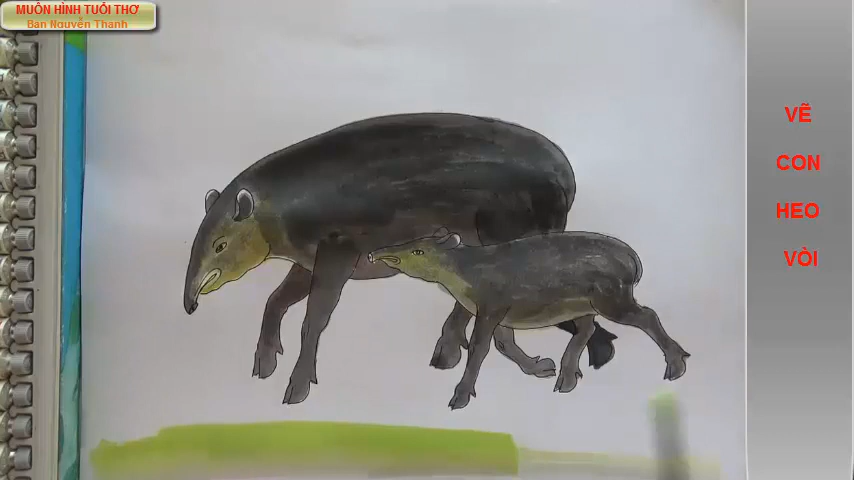 MUÔN HÌNH TUỔI THƠ
Ban Nguyễn Thanh
VẼ
CON
HEO
VÒI